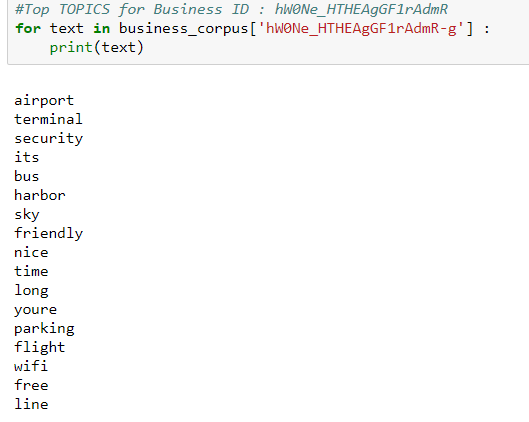 #Top TOPICS for Business ID : hW0Ne_HTHEAgGF1rAdmR
for text in business_corpus['hW0Ne_HTHEAgGF1rAdmR-g'] :
    print(text)
airport
terminal
security
its
bus
harbor
sky
friendly
nice
time
long
youre
parking
flight
wifi
free
line